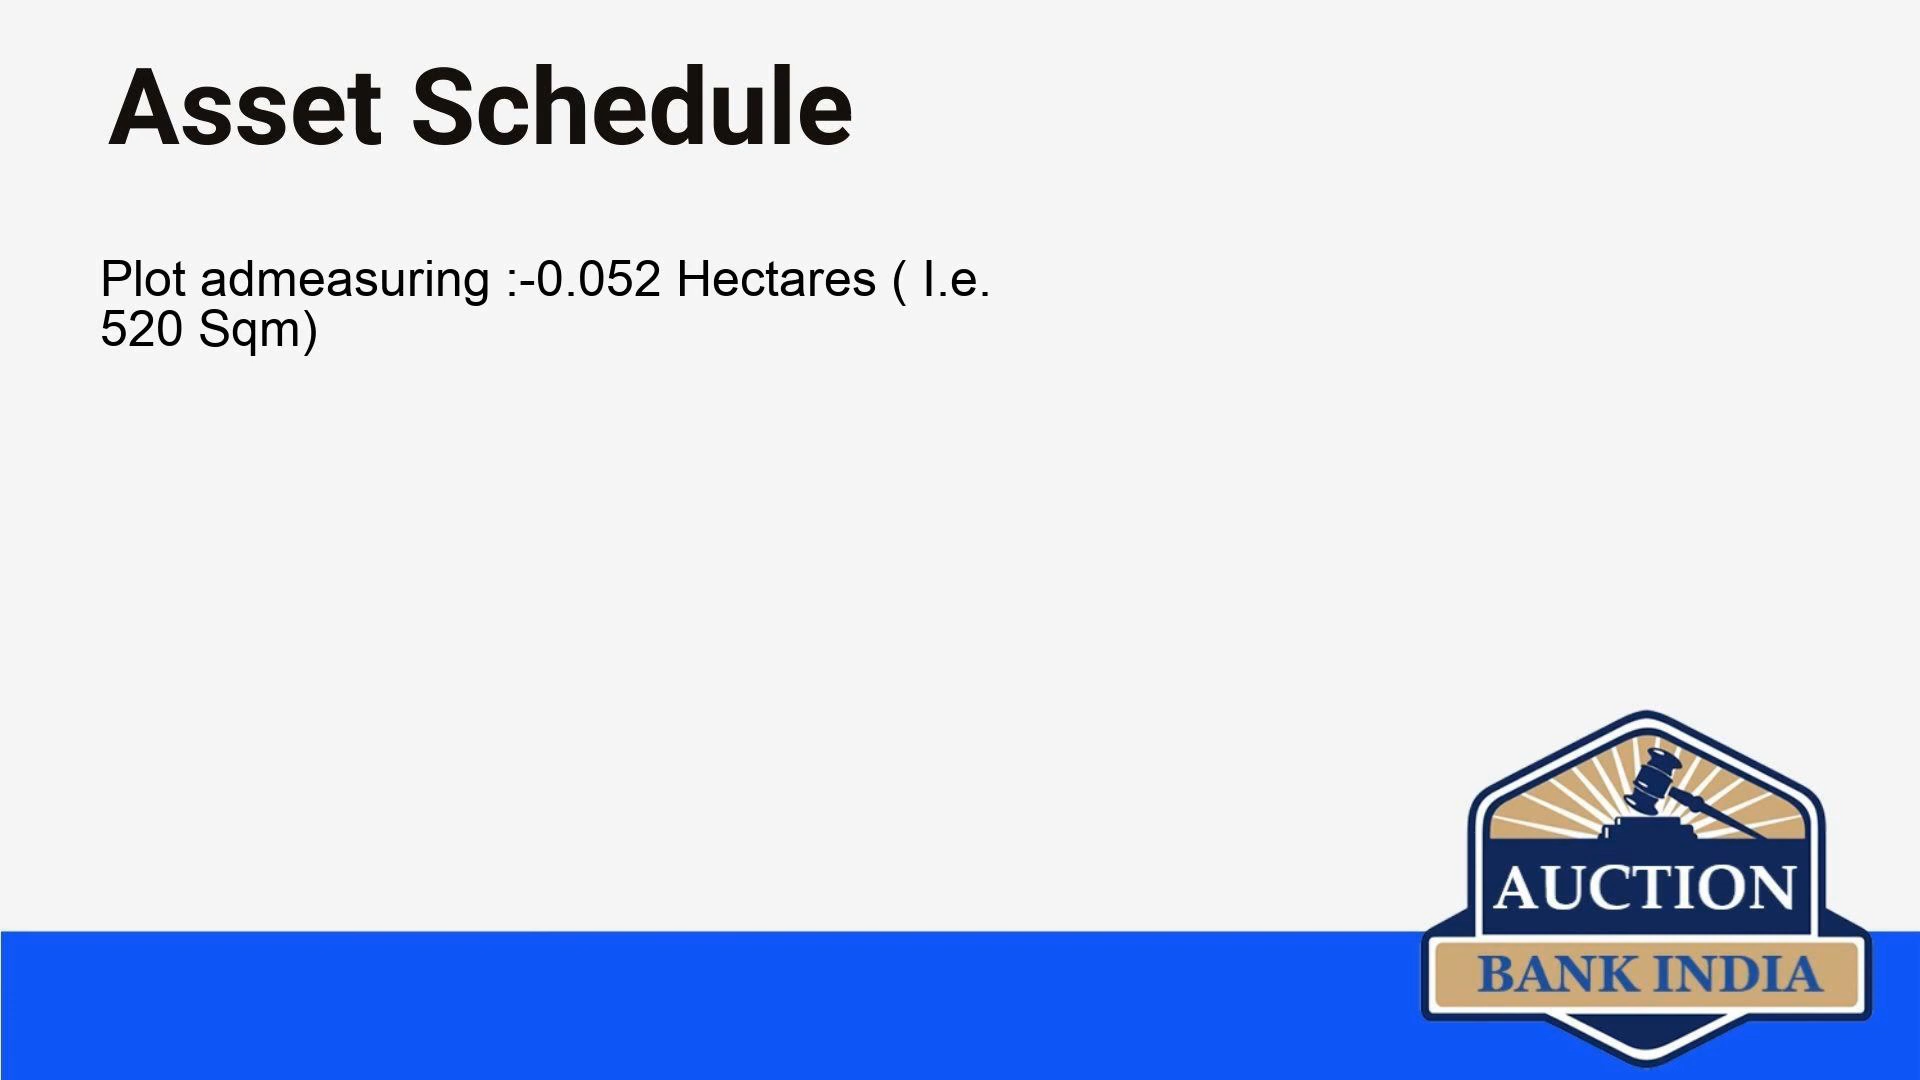 Asset Schedule
Plot admeasuring :-0.052 Hectares ( I.e.
520 Sqm)
AUCTION
BANK INDIA